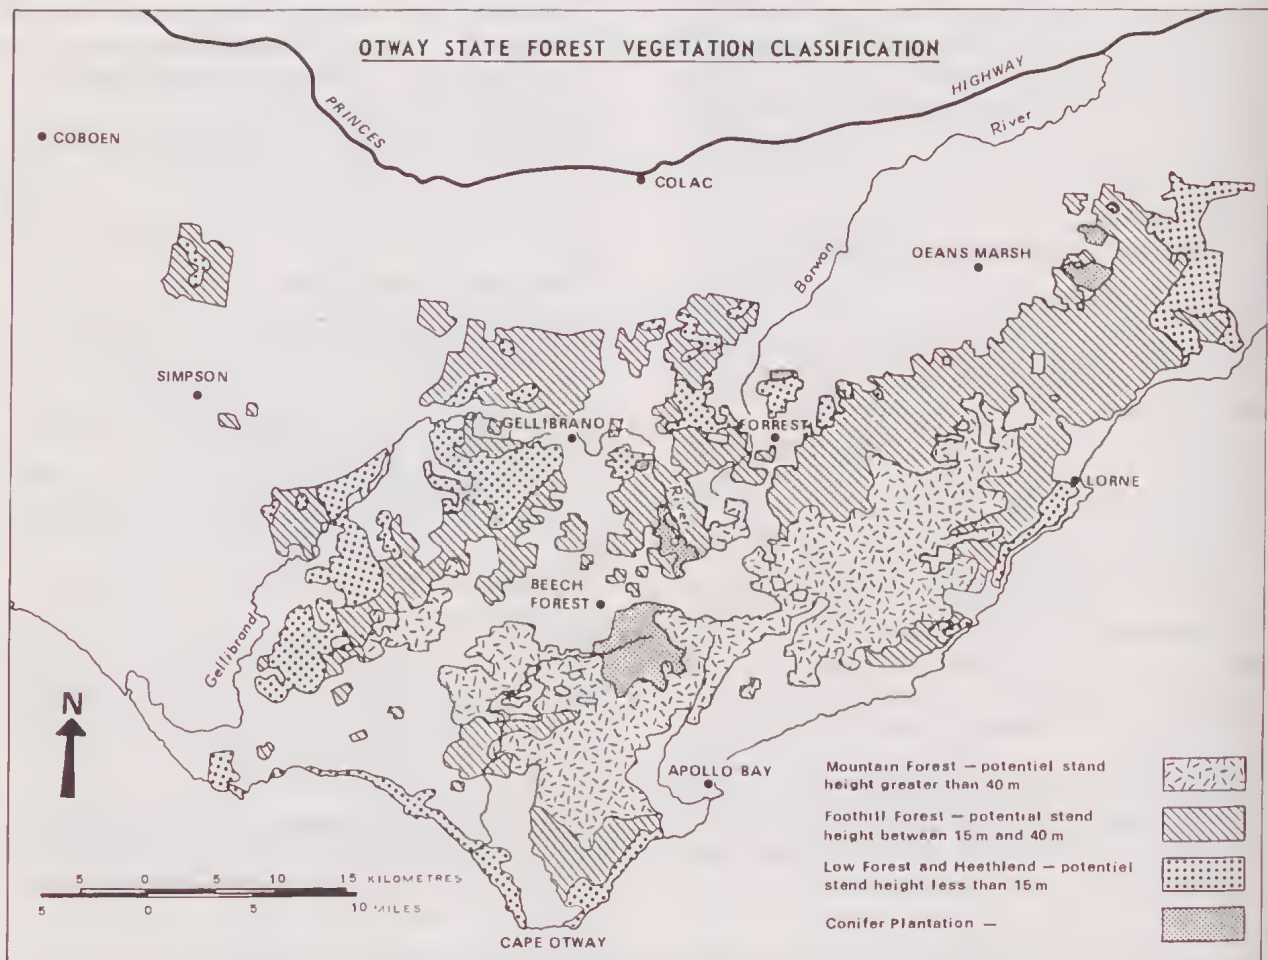 OTWAY STATE FOREST VEGETATION CLASSIFICATION
PRINCES
HIGHWAY
River
COBOEN
COLAC
Barwon
OEANS MARSH
SIMPSON
GELLIBRANO
FORREST
LORNE
River
BEECH
FOREST
Gellibrand
N
APOLLO BAY
CAPE OTWAY
Mountain Forest — potentiel stand
height greater than 40 m
Foothill Forest — potential stend
height between 15 m and 40 m
Low Forest and Heethlend — potentiel
stend height less than 15 m
Conifer Plantation —
5 0 5 10 15 KILOMETRES
5 0 5 10 MILES